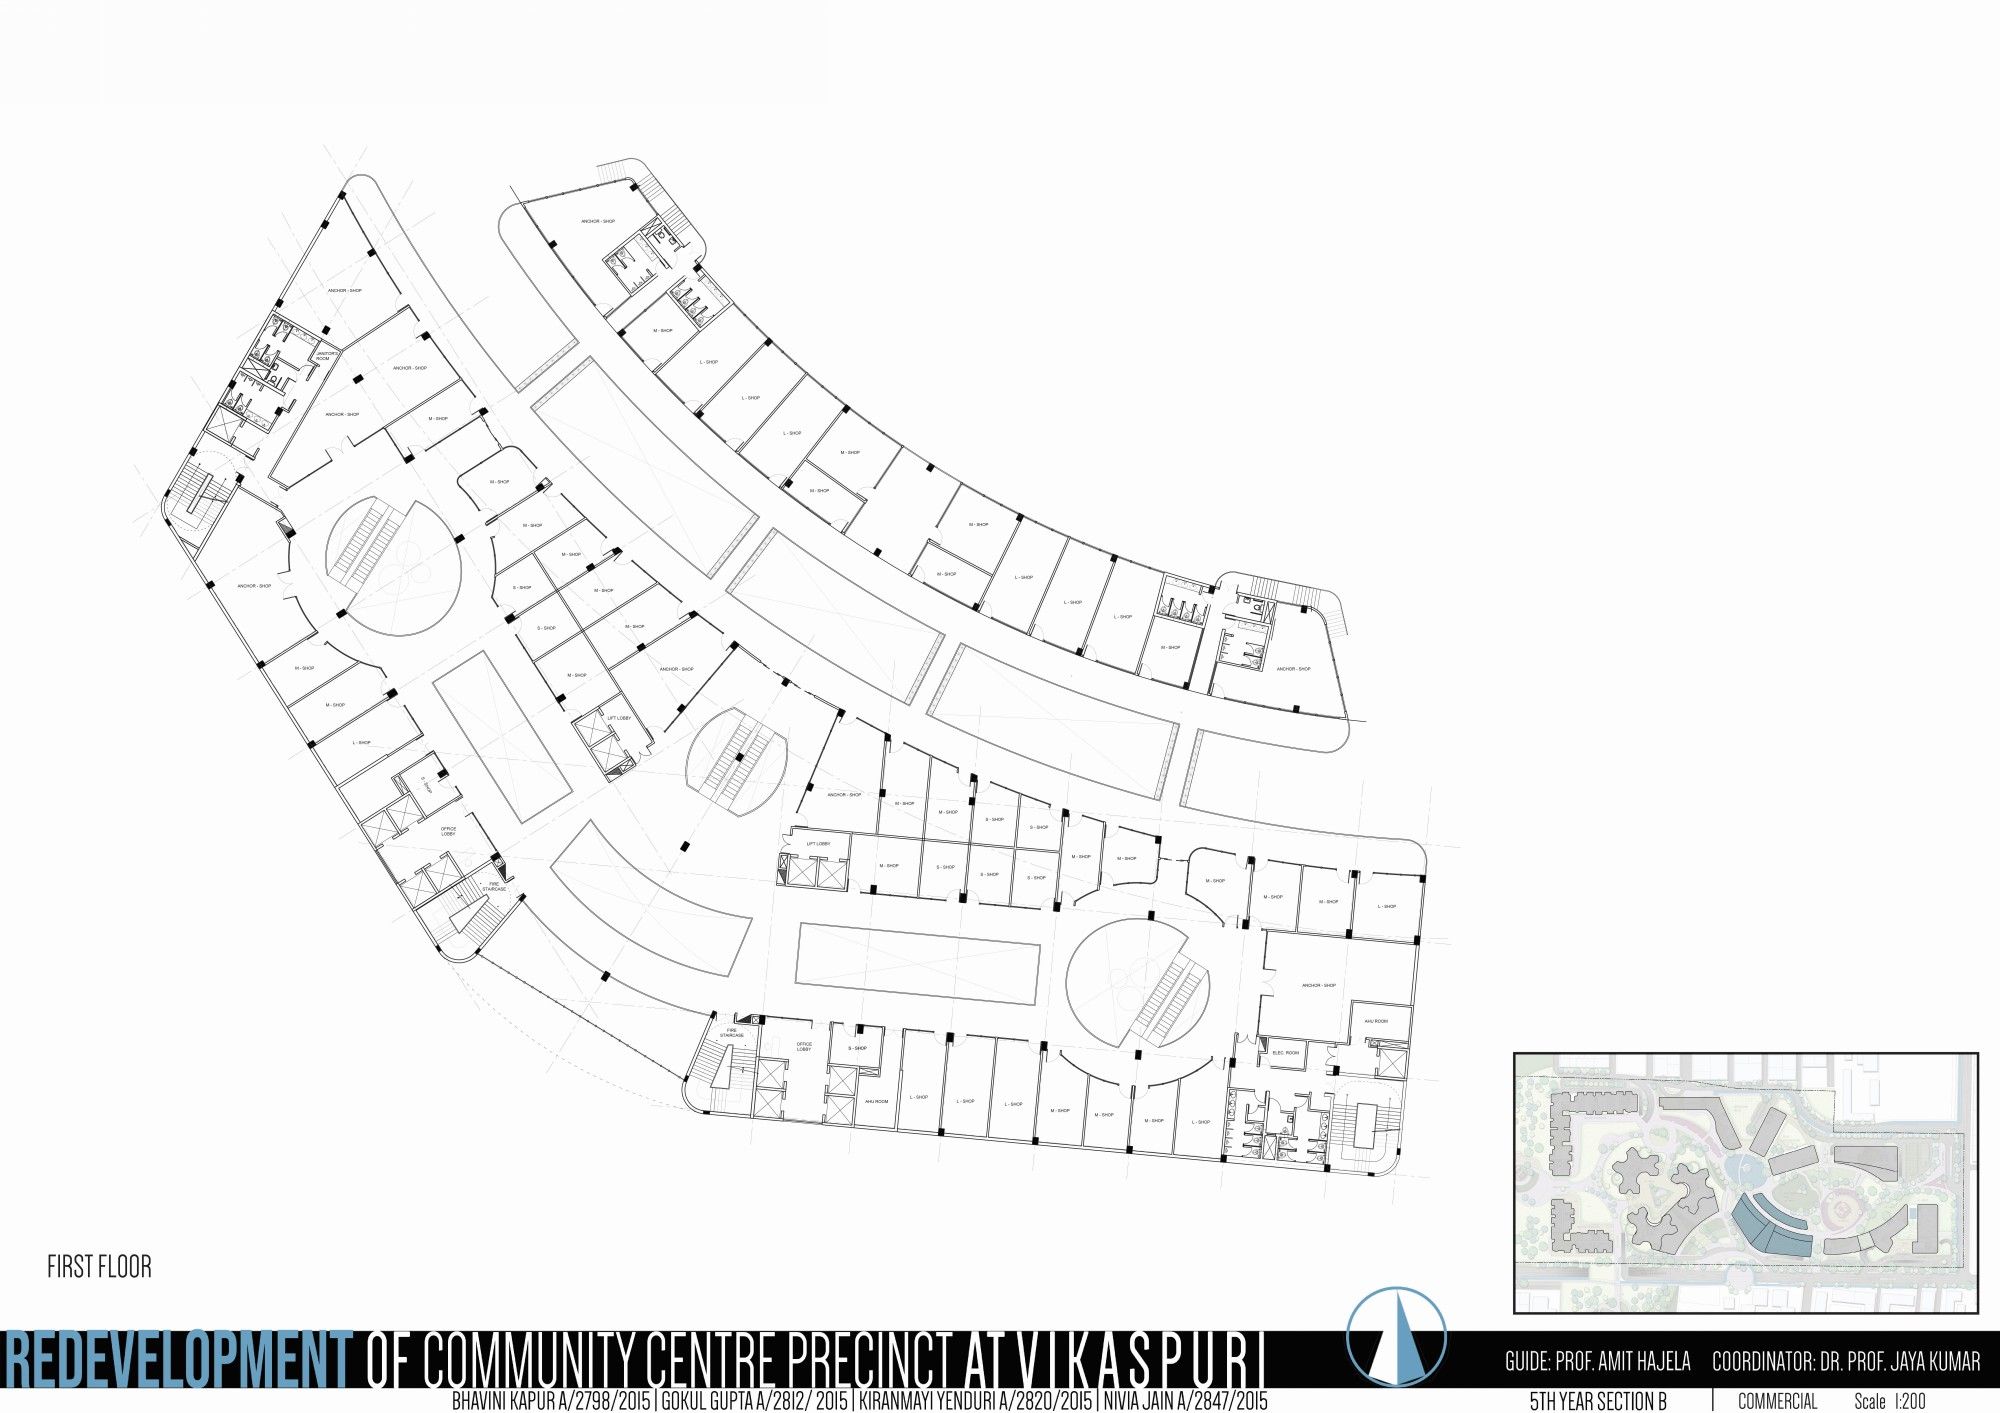 ANCHOR - SHOP
M - SHOP
L - SHOP
L - SHOP
L - SHOP
M - SHOP
M - SHOP
M - SHOP
M - SHOP
L - SHOP
L - SHOP
L - SHOP
M - SHOP
ANCHOR - SHOP
ANCHOR - SHOP
JANITOR'S
ROOM
ANCHOR - SHOP
ANCHOR - SHOP
M - SHOP
M - SHOP
M - SHOP
M - SHOP
S - SHOP
M - SHOP
S - SHOP
M - SHOP
M - SHOP
ANCHOR - SHOP
LIFT LOBBY
ANCHOR - SHOP
M - SHOP
M - SHOP
L - SHOP
S - SHOP
OFFICE
LOBBY
FIRE
STAIRCASE
ANCHOR - SHOP
M - SHOP
M - SHOP
S - SHOP
S - SHOP
LIFT LOBBY
M - SHOP
S - SHOP
S - SHOP
S - SHOP
M - SHOP
M - SHOP
M - SHOP
M - SHOP
M - SHOP
L - SHOP
ANCHOR - SHOP
AHU ROOM
ELEC. ROOM
FIRE
STAIRCASE
OFFICE
LOBBY
S - SHOP
AHU ROOM
L - SHOP
L - SHOP
L - SHOP
M - SHOP
M - SHOP
M - SHOP
L - SHOP
FIRST FLOOR
REDEVELOPMENT OF COMMUNITY CENTRE PRECINCT AT VIKASPURI
BHAVINI KAPUR A/2798/2015 | GOKUL GUPTA A/2812/ 2015 | KIRANMAYI YENDURI A/2820/2015 | NIVIA JAIN A/2847/2015
GUIDE: PROF. AMIT HAJELA COORDINATOR: DR. PROF. JAYA KUMAR
5TH YEAR SECTION B | COMMERCIAL Scale 1:200